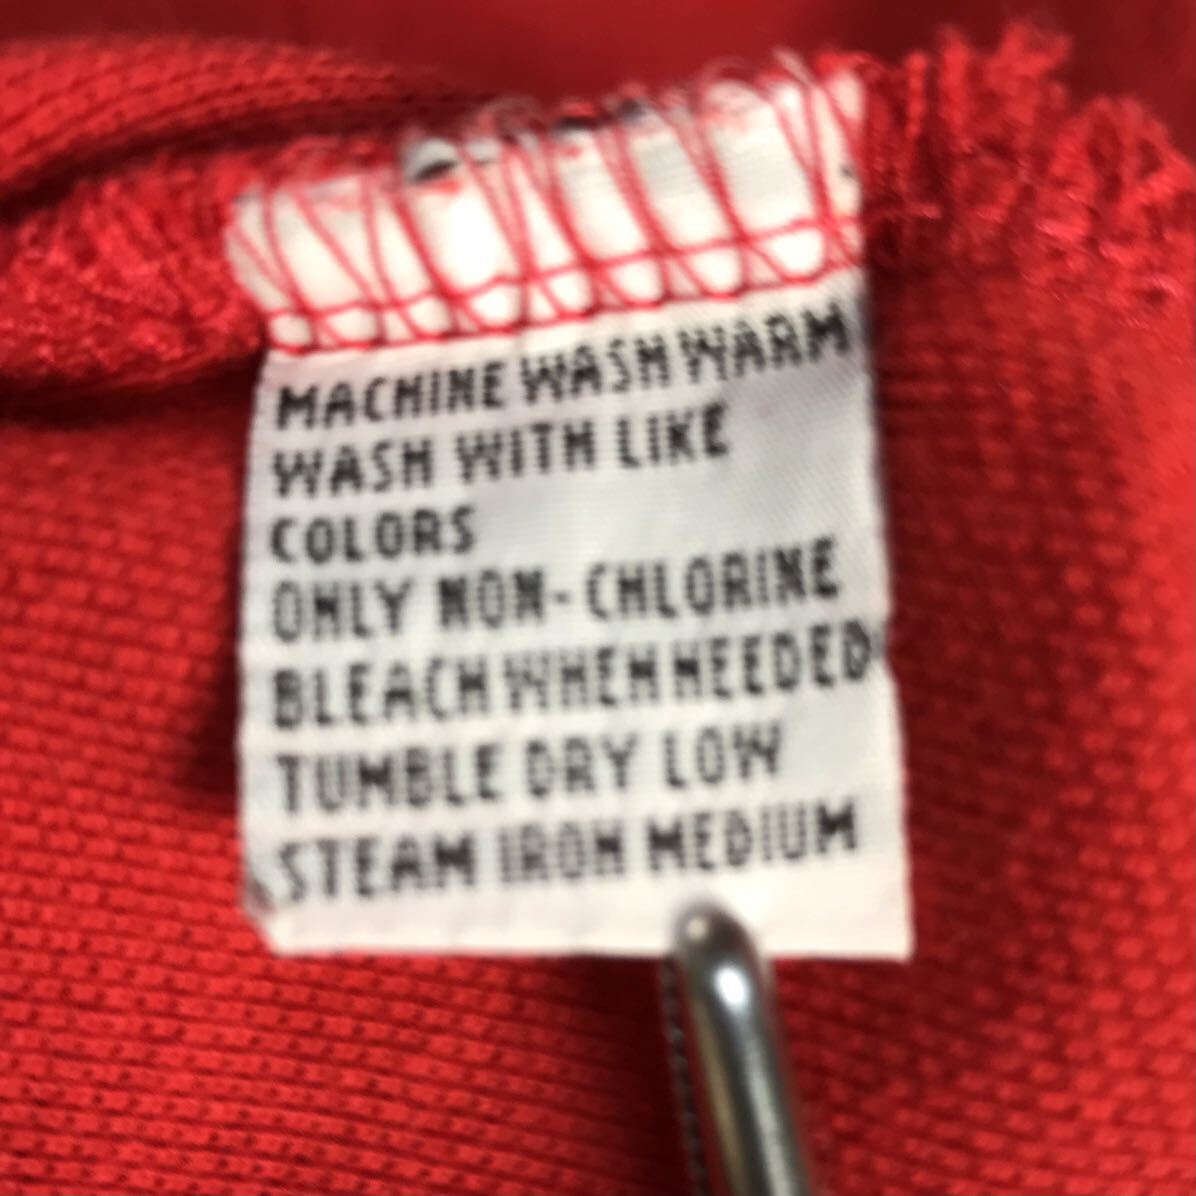 MACHINE WASH WARM
WASH WITH LIKE
COLORS
ONLY NON-CHLORINE
BLEACH WHEN NEEDED
TUMBLE DRY LOW
STEAM IRON MEDIUM